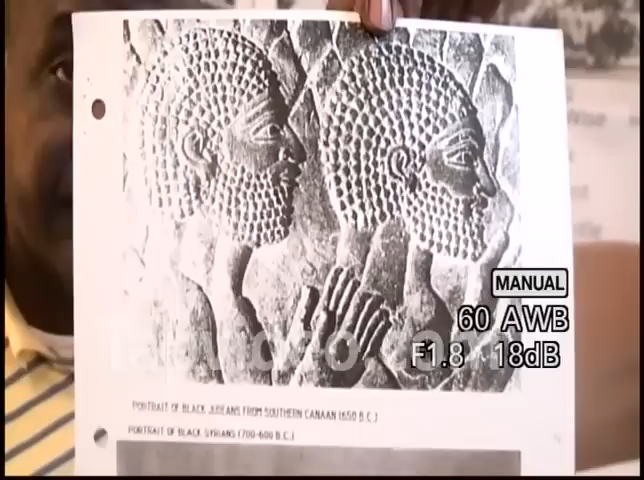 MANUAL
60 AWB
F1.8 18dB
PORTRAIT OF BLACK JUDEANS FROM SOUTHERN CANAAN (650 B.C.)
PORTRAIT OF BLACK SYRIANS (700-600 B.C.)